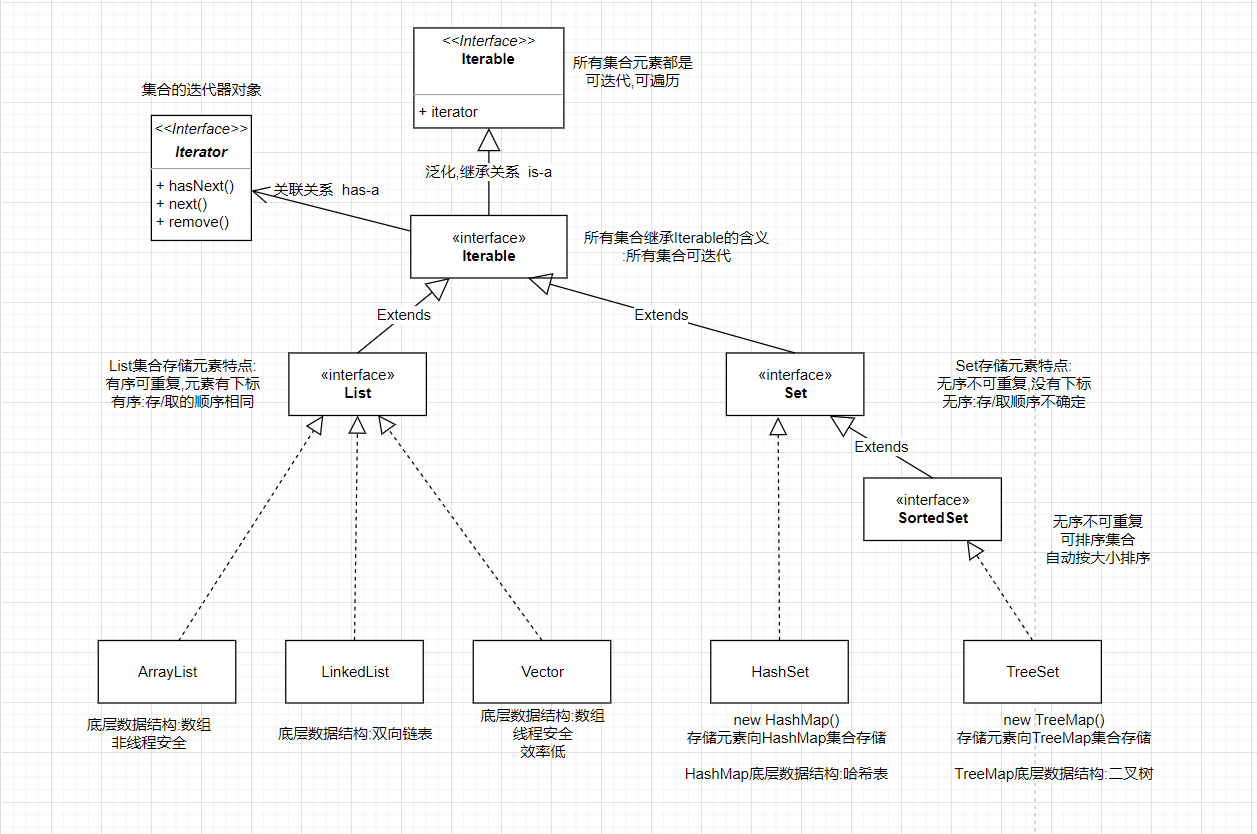 <<Interface>>
Iterable
+ iterator
所有集合元素都是
可迭代,可遍历
集合的迭代器对象
<<Interface>>
Iterator
+ hasNext()
+ next()
+ remove()
泛化,继承关系 is-a
关联关系 has-a
«interface»
Iterable
所有集合继承Iterable的含义
:所有集合可迭代
Extends
Extends
List集合存储元素特点:
有序可重复,元素有下标
有序:存/取的顺序相同
«interface»
List
«interface»
Set
Set存储元素特点:
无序不可重复,没有下标
无序:存/取顺序不确定
Extends
«interface»
SortedSet
无序不可重复
可排序集合
自动按大小排序
ArrayList
底层数据结构:数组
非线程安全
LinkedList
底层数据结构:双向链表
Vector
底层数据结构:数组
线程安全
效率低
HashSet
new HashMap()
存储元素向HashMap集合存储
HashMap底层数据结构:哈希表
TreeSet
new TreeMap()
存储元素向TreeMap集合存储
TreeMap底层数据结构:二叉树